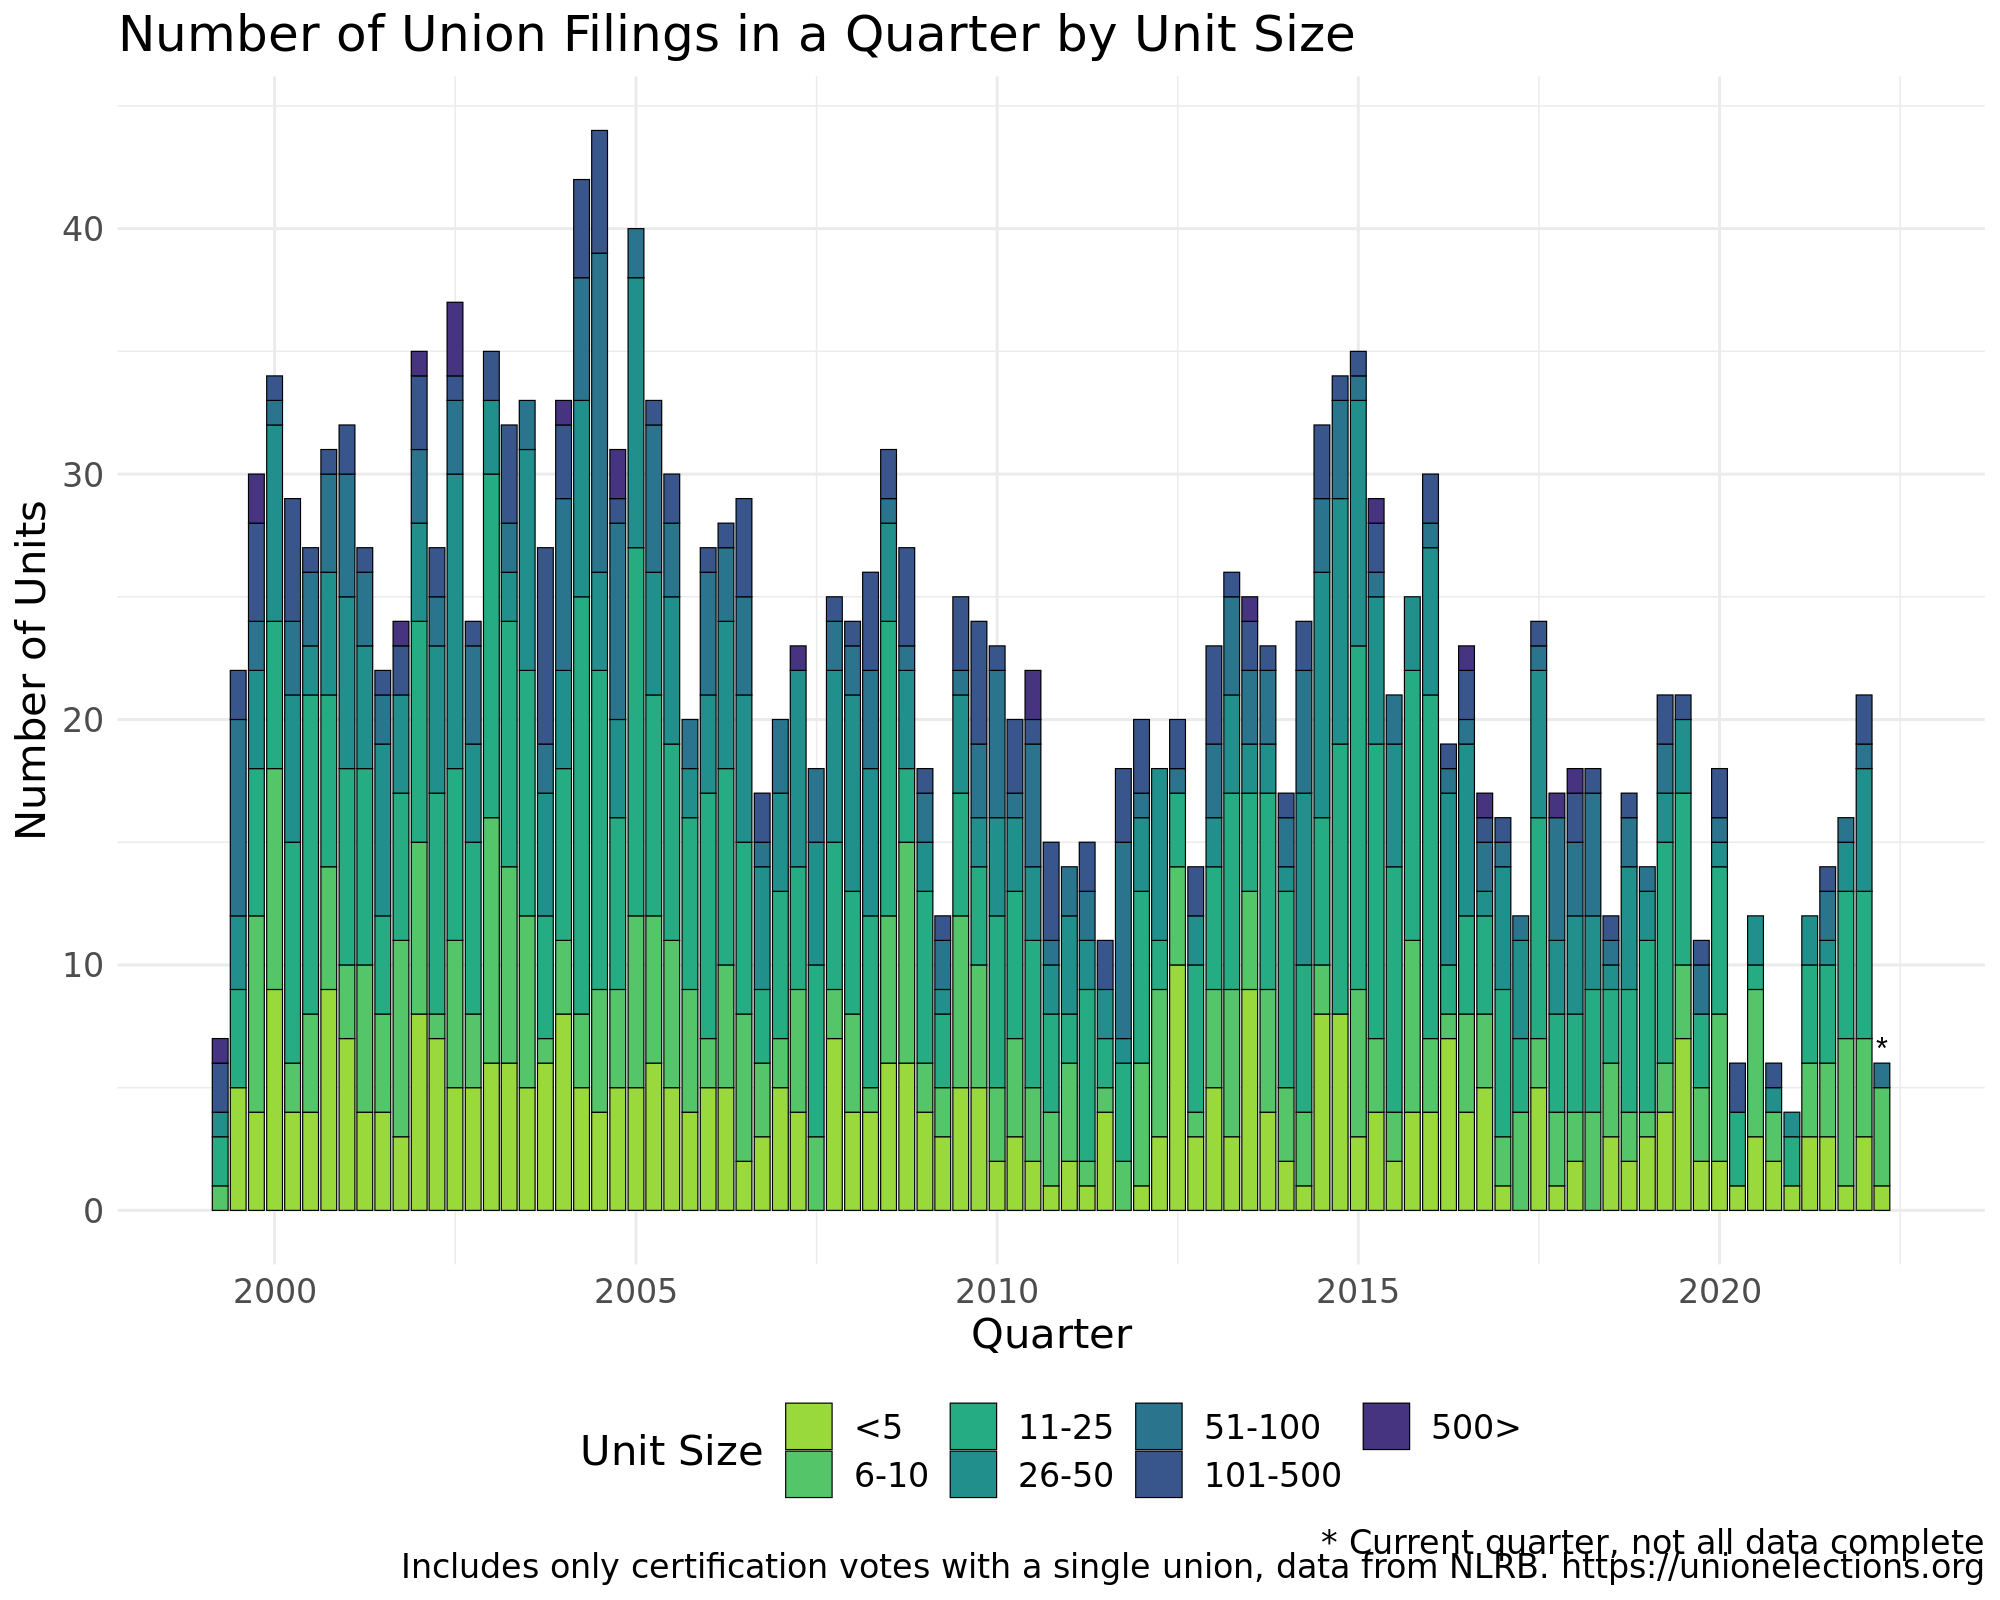 Number of Union Filings in a Quarter by Unit Size
Number of Units
40
30
20
10
0
*
2000 2005 2010 2015 2020
Quarter
Unit Size
<5 11-25 51-100 500>
6-10 26-50 101-500
* Current quarter, not all data complete
Includes only certification votes with a single union, data from NLRB. https://unionelections.org